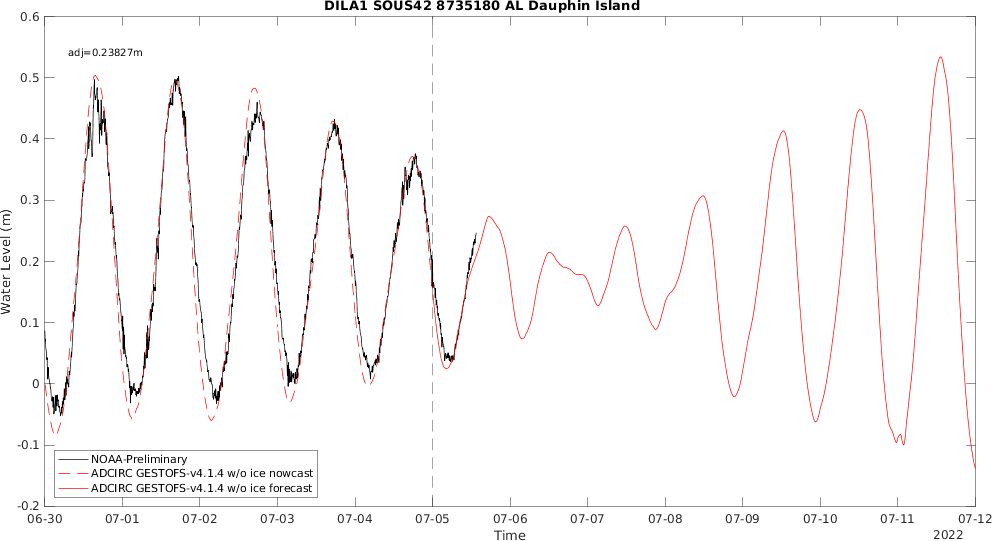 DILA1 SOUS42 8735180 AL Dauphin Island
adj=0.23827m
Water Level (m)
0.6
0.5
0.4
0.3
0.2
0.1
0
-0.1
-0.2
NOAA-Preliminary
ADCIRC GESTOFS-v4.1.4 w/o ice nowcast
ADCIRC GESTOFS-v4.1.4 w/o ice forecast
06-30 07-01 07-02 07-03 07-04 07-05 07-06 07-07 07-08 07-09 07-10 07-11 07-12
Time
2022